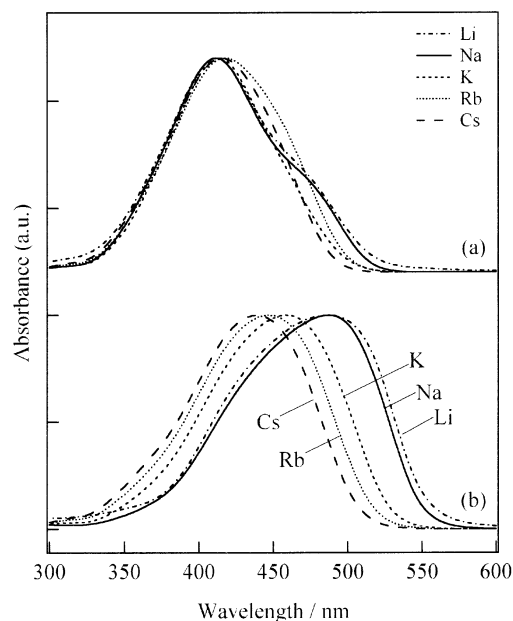 Li
Na
K
Rb
Cs
Absorbance (a.u.)
(a)
K
Na
Cs
Li
Rb
(b)
300 350 400 450 500 550 600
Wavelength / nm